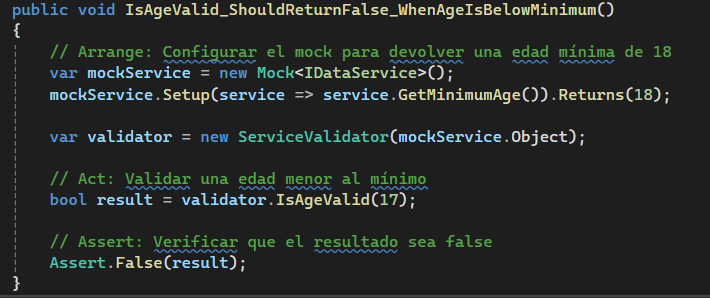 public void IsAgeValid_ShouldReturnFalse_WhenAgeIsBelowMinimum()
{
// Arrange: Configurar el mock para devolver una edad mínima de 18
var mockService = new Mock<IDataService>();
mockService.Setup(service => service.GetMinimumAge()).Returns(18);
var validator = new ServiceValidator(mockService.Object);
// Act: Validar una edad menor al mínimo
bool result = validator.IsAgeValid(17);
// Assert: Verificar que el resultado sea false
Assert.False(result);
}